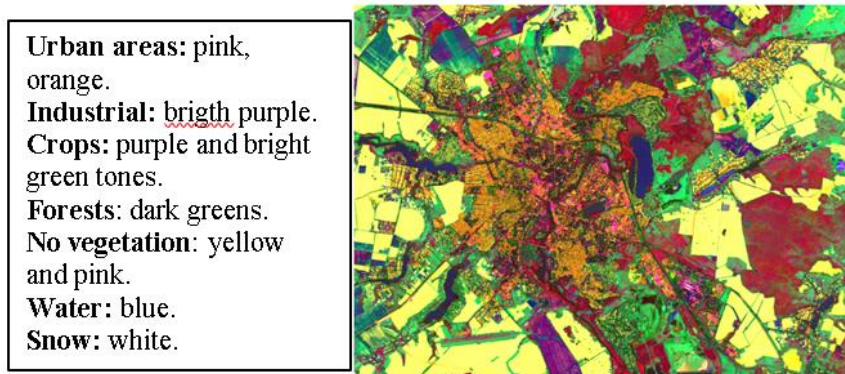 Urban areas: pink,
orange.
Industrial: brigth purple.
Crops: purple and bright
green tones.
Forests: dark greens.
No vegetation: yellow
and pink.
Water: blue.
Snow: white.